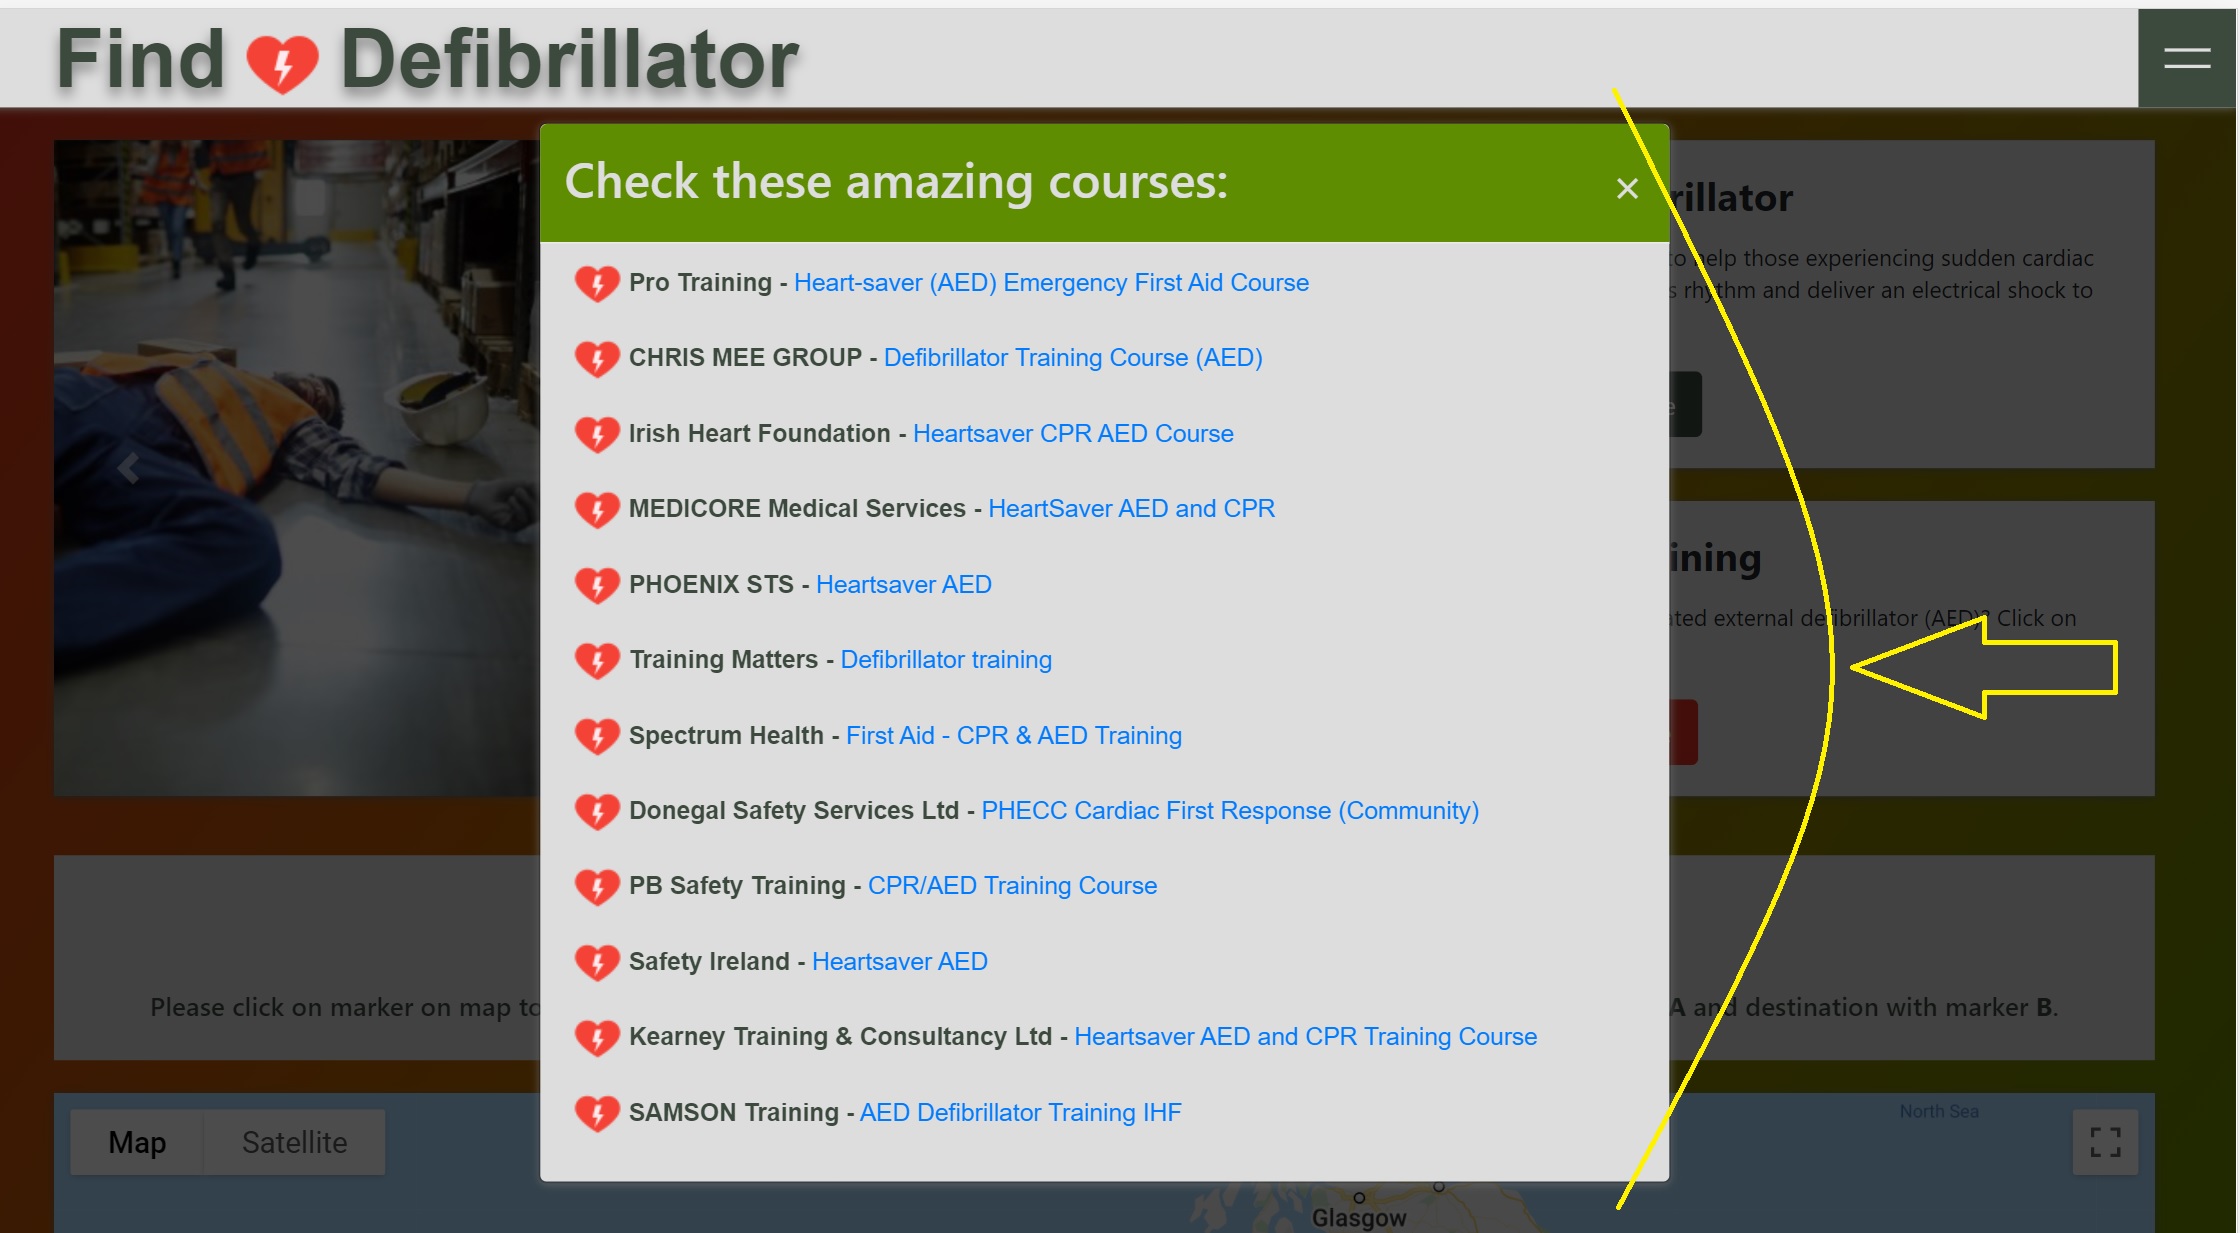 Find Defibrillator
Check these amazing courses:
×
Pro Training - Heart-saver (AED) Emergency First Aid Course
CHRIS MEE GROUP - Defibrillator Training Course (AED)
Irish Heart Foundation - Heartsaver CPR AED Course
MEDICORE Medical Services - HeartSaver AED and CPR
PHOENIX STS - Heartsaver AED
Training Matters - Defibrillator training
Spectrum Health - First Aid - CPR & AED Training
Donegal Safety Services Ltd - PHECC Cardiac First Response (Community)
PB Safety Training - CPR/AED Training Course
Safety Ireland - Heartsaver AED
Kearney Training & Consultancy Ltd - Heartsaver AED and CPR Training Course
SAMSON Training - AED Defibrillator Training IHF
rillator
to help those experiencing sudden cardiac
s rhythm and deliver an electrical shock to
ining
ated external defibrillator (AED)? Click on
Please click on marker on map to
A and destination with marker B.
Map Satellite
North Sea
Glasgow